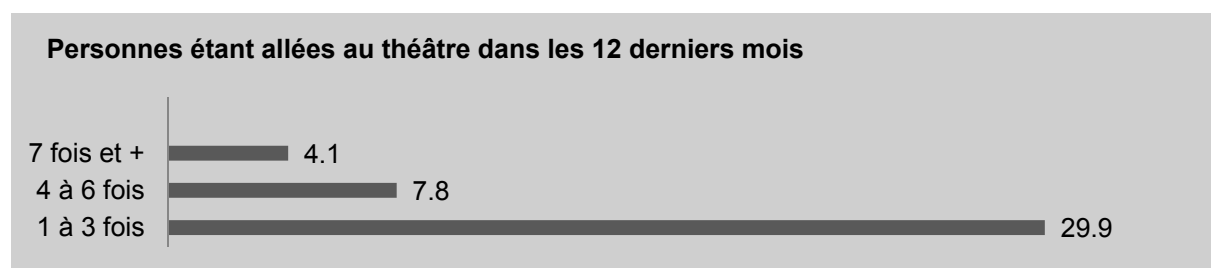 Personnes étant allées au théâtre dans les 12 derniers mois
7 fois et + 4.1
4 à 6 fois 7.8
1 à 3 fois 29.9